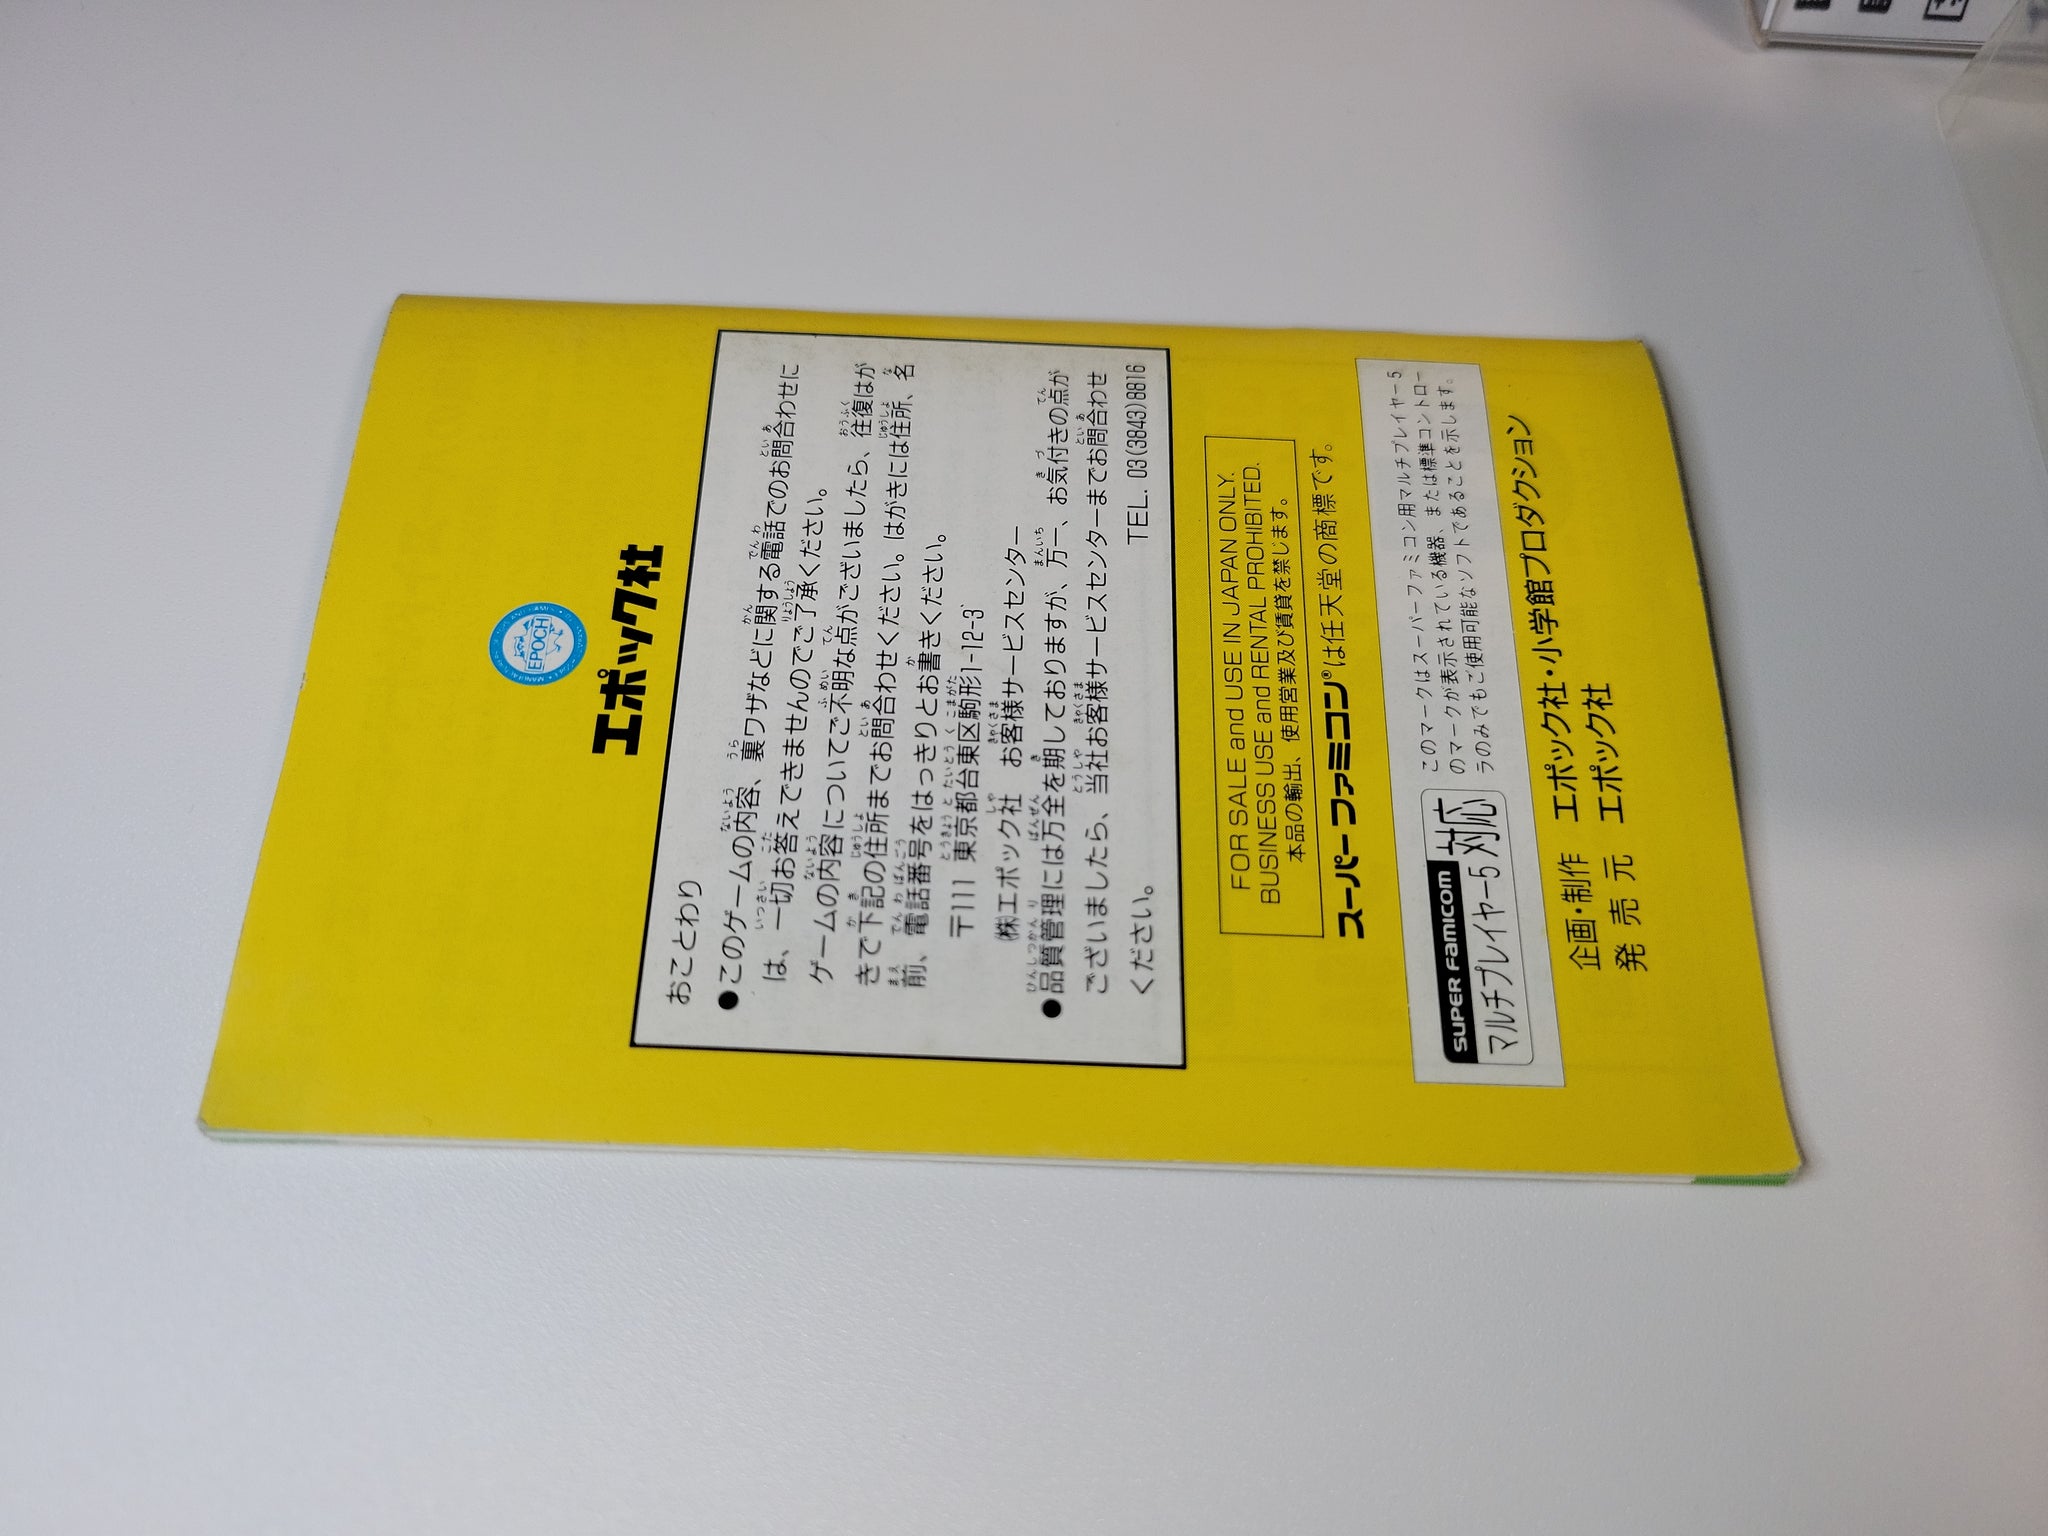 EPOCH
エポック社
おことわり
●このゲームの内容、裏ワザなどに関する電話でのお問合わせに
は、一切お答えできませんのでご了承ください。
ゲームの内容についてご不明な点がございましたら、往復はが
きで下記の住所までお問合わせください。はがきには住所、名
前、電話番号をはっきりとお書きください。
〒111 東京都台東区駒形1-12-3
㈱エポック社 お客様サービスセンター
●品質管理には万全を期しておりますが、万一、お気付きの点が
ございましたら、当社お客様サービスセンターまでお問合わせ
ください。 TEL. 03(3843)8816
FOR SALE and USE IN JAPAN ONLY.
BUSINESS USE and RENTAL PROHIBITED.
本品の輸出、使用営業及び賃貸を禁じます。
スーパーファミコン®は任天堂の商標です。
SUPER FAMICOM
マルチプレイヤー5対応
このマークはスーパーファミコン用マルチプレイヤー5
のマークが表示されている機器、または標準コントロー
ラのみでもご使用可能なソフトであることを示します。
企画・制作 エポック社・小学館プロダクション
発売元 エポック社